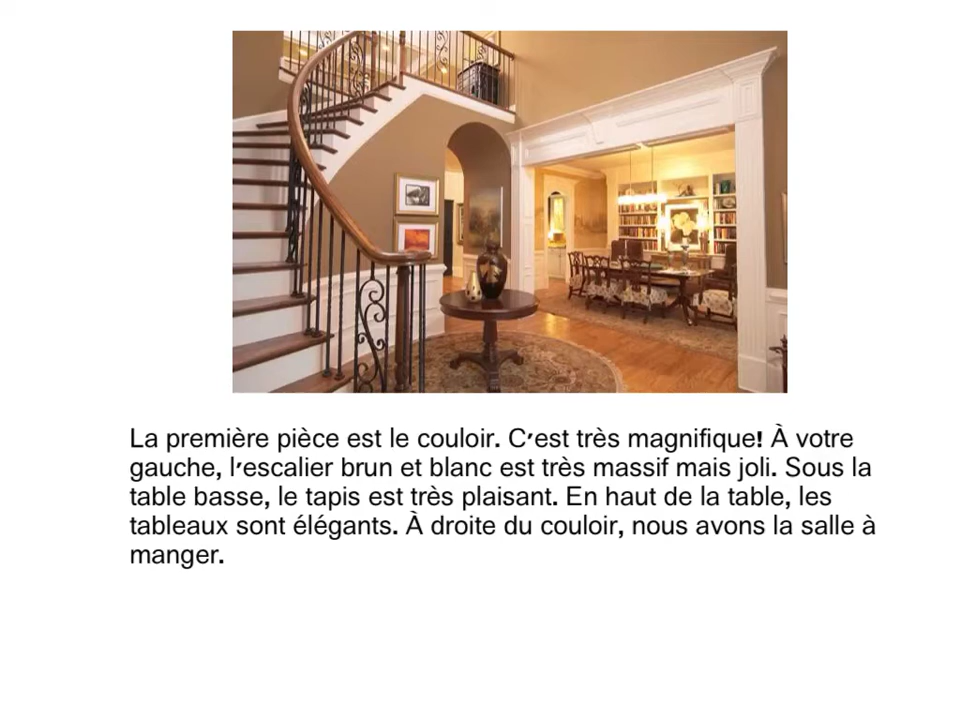 La première pièce est le couloir. C'est très magnifique! À votre
gauche, l'escalier brun et blanc est très massif mais joli. Sous la
table basse, le tapis est très plaisant. En haut de la table, les
tableaux sont élégants. À droite du couloir, nous avons la salle à
manger.